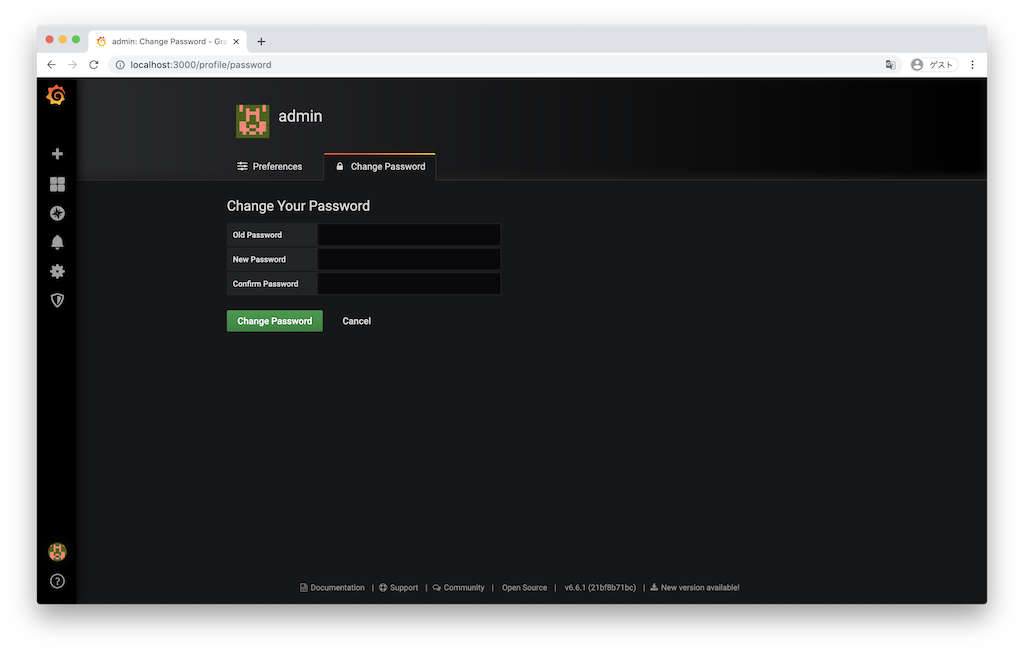 admin: Change Password - Gra
localhost:3000/profile/password
ゲスト
admin
Preferences
Change Password
Change Your Password
Old Password
New Password
Confirm Password
Change Password Cancel
Documentation | Support | Community | Open Source | v6.6.1 (21bf8b71bc) | New version available!